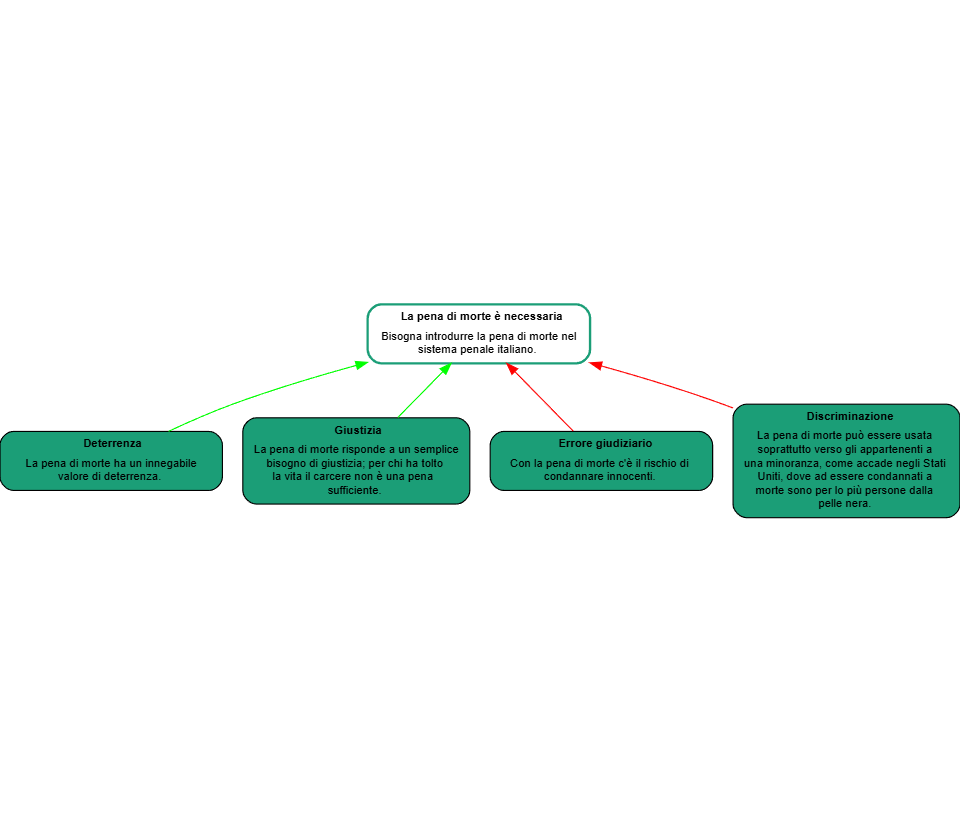 La pena di morte è necessaria
Bisogna introdurre la pena di morte nel
sistema penale italiano.
Deterrenza
La pena di morte ha un innegabile
valore di deterrenza.
Giustizia
La pena di morte risponde a un semplice
bisogno di giustizia; per chi ha tolto
la vita il carcere non è una pena
sufficiente.
Errore giudiziario
Con la pena di morte c'è il rischio di
condannare innocenti.
Discriminazione
La pena di morte può essere usata
soprattutto verso gli appartenenti a
una minoranza, come accade negli Stati
Uniti, dove ad essere condannati a
morte sono per lo più persone dalla
pelle nera.